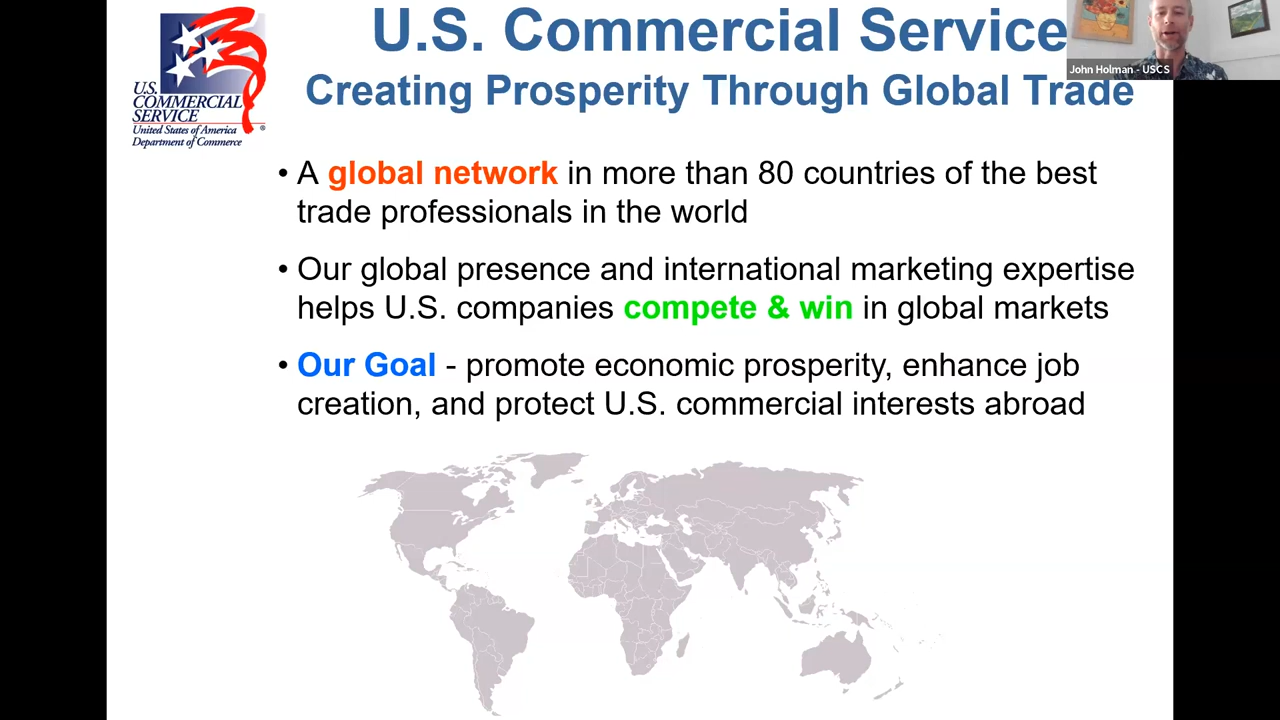 U.S. Commercial Service
Creating Prosperity Through Global Trade
John Holman - USCS
U.S.
COMMERCIAL
SERVICE
United States of America
Department of Commerce
®
• A global network in more than 80 countries of the best
trade professionals in the world
• Our global presence and international marketing expertise
helps U.S. companies compete & win in global markets
• Our Goal - promote economic prosperity, enhance job
creation, and protect U.S. commercial interests abroad